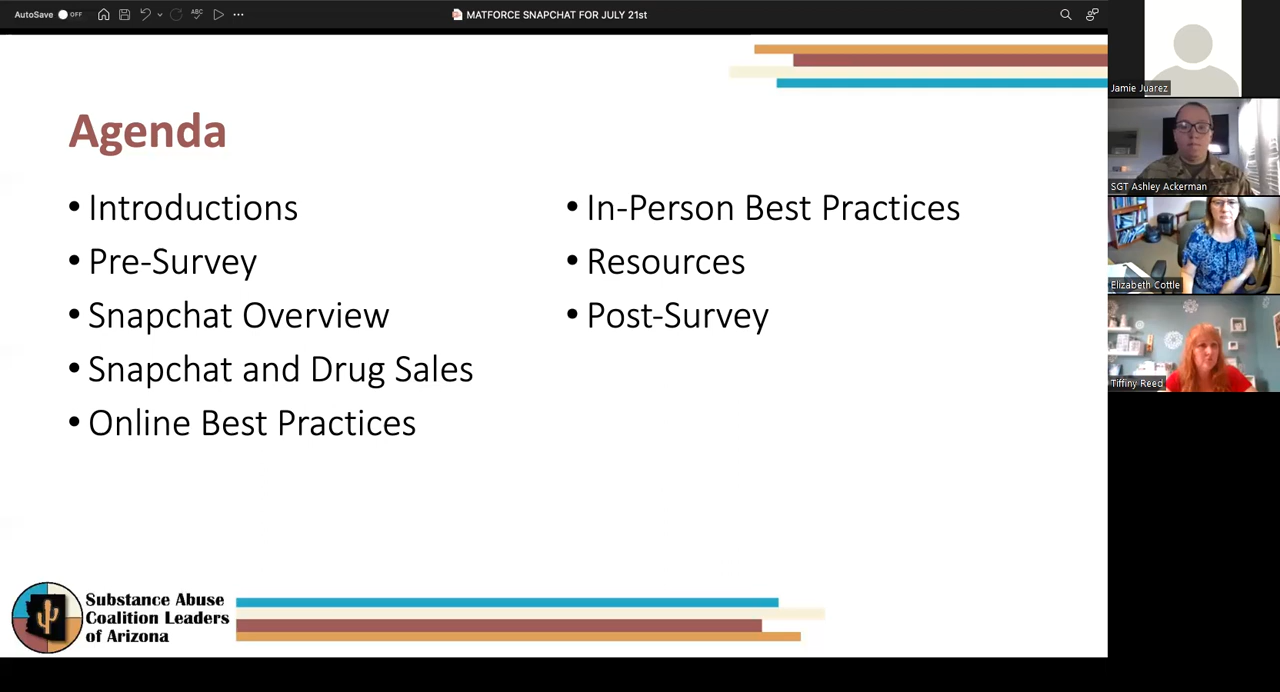 AutoSave OFF
ABC
MATFORCE SNAPCHAT FOR JULY 21st
Agenda
• Introductions
• Pre-Survey
• Snapchat Overview
• Snapchat and Drug Sales
• Online Best Practices
• In-Person Best Practices
• Resources
• Post-Survey
Substance Abuse
Coalition Leaders
of Arizona
Jamie Juarez
SGT Ashley Ackerman
Elizabeth Cottle
Tiffiny Reed